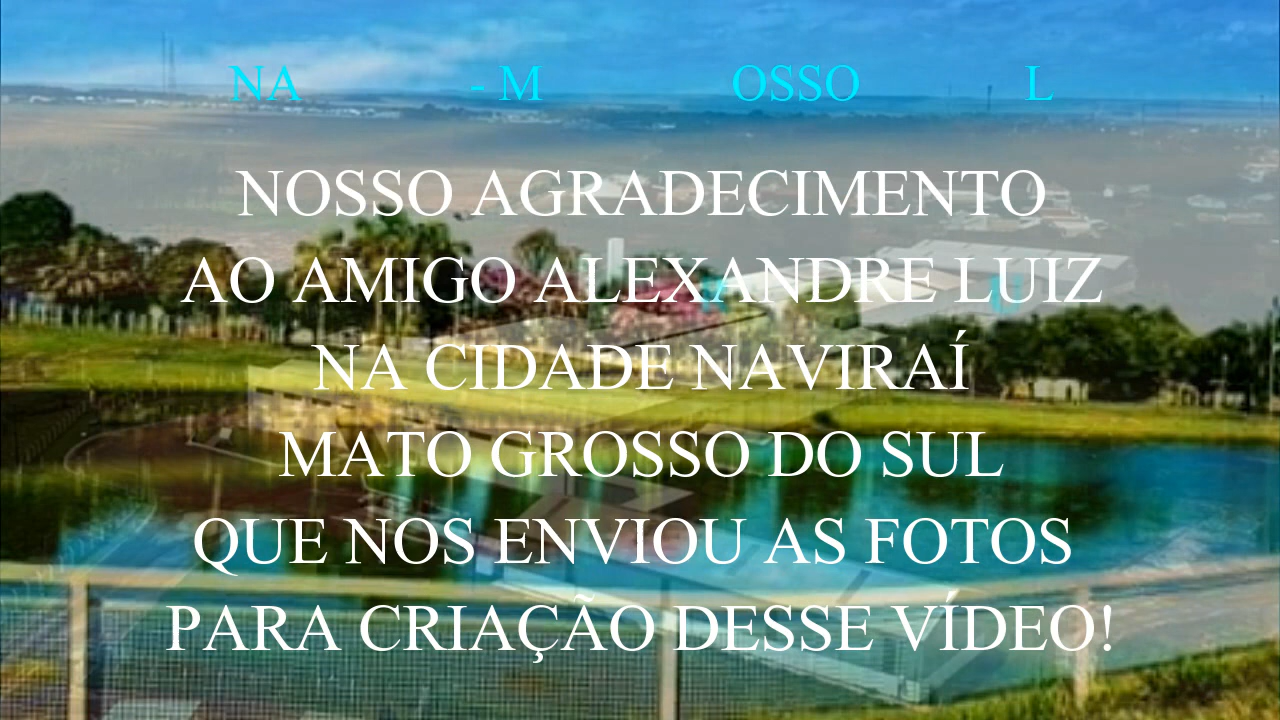 NA - M OSSO L
NOSSO AGRADECIMENTO
AO AMIGO ALEXANDRE LUIZ
NA CIDADE NAVIRAÍ
MATO GROSSO DO SUL
QUE NOS ENVIOU AS FOTOS
PARA CRIAÇÃO DESSE VÍDEO!